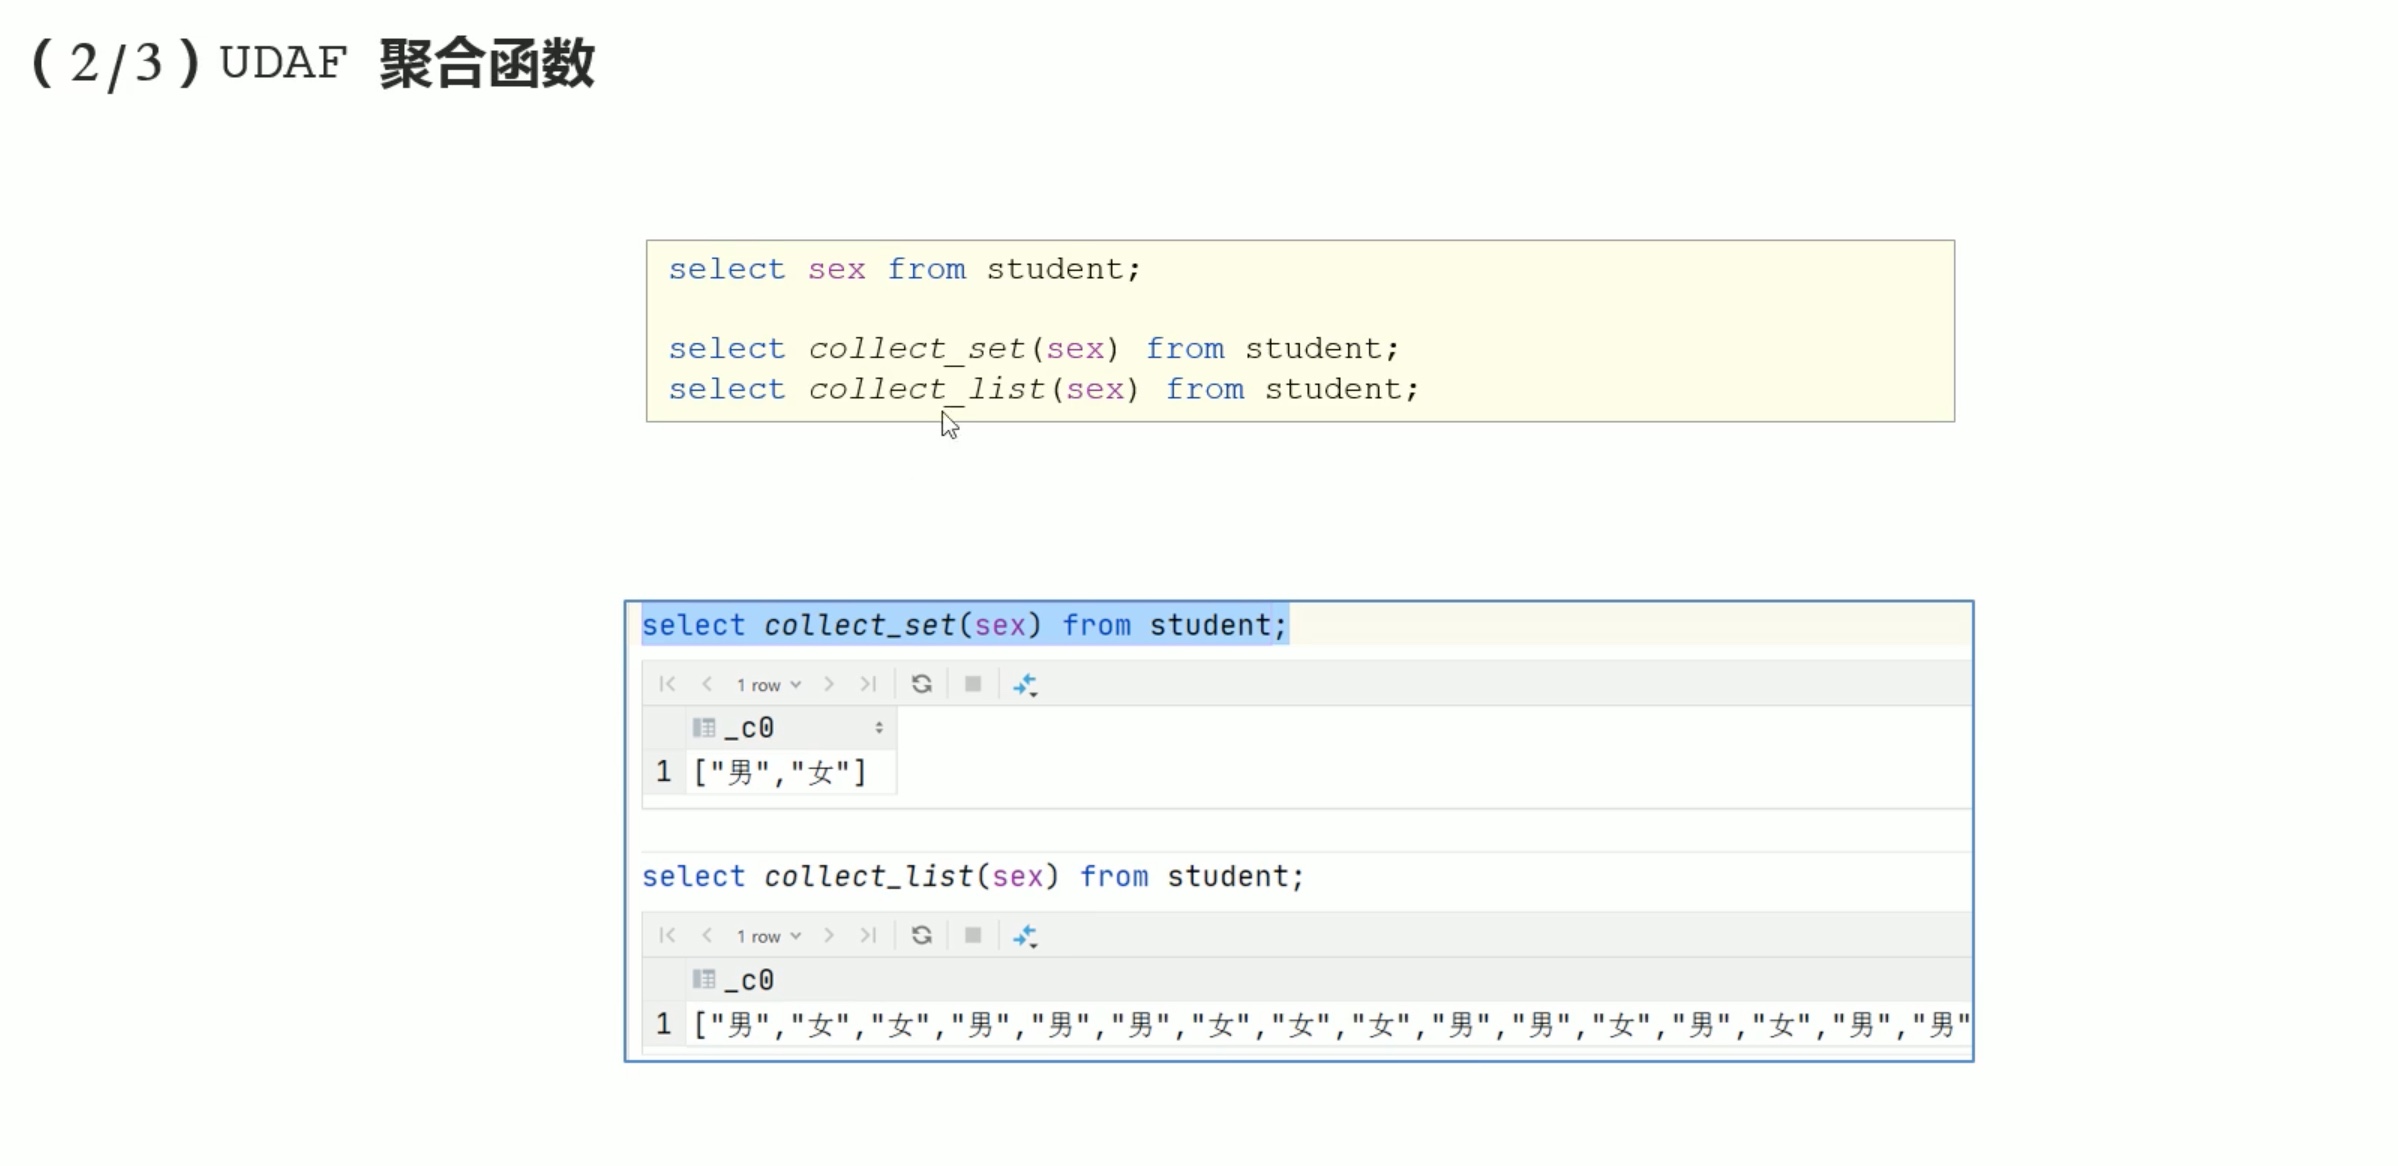 (2/3)UDAF 聚合函数
select sex from student;
select collect_set(sex) from student;
select collect_list(sex) from student;
select collect_set(sex) from student;
1 row
_c0
1 ["男","女"]
select collect_list(sex) from student;
1 row
_c0
1 ["男","女","女","男","男","男","女","女","女","男","男","女","男","女","男","男"